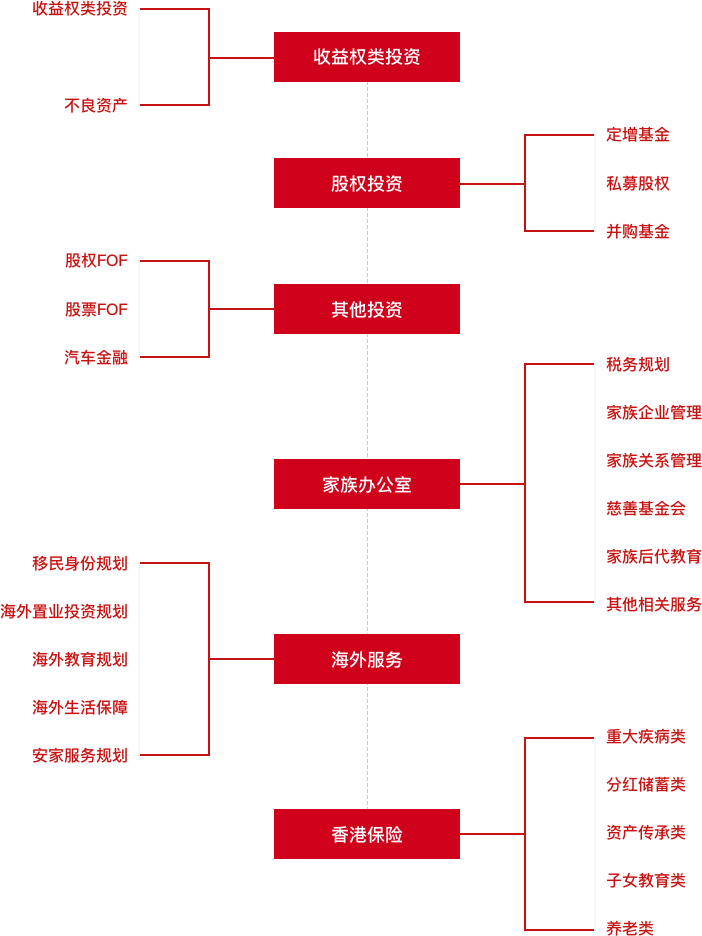 收益权类投资
不良资产
收益权类投资
股权投资
定增基金
私募股权
并购基金
股权FOF
股票FOF
汽车金融
其他投资
家族办公室
税务规划
家族企业管理
家族关系管理
慈善基金会
家族后代教育
其他相关服务
移民身份规划
海外置业投资规划
海外教育规划
海外生活保障
安家服务规划
海外服务
香港保险
重大疾病类
分红储蓄类
资产传承类
子女教育类
养老类